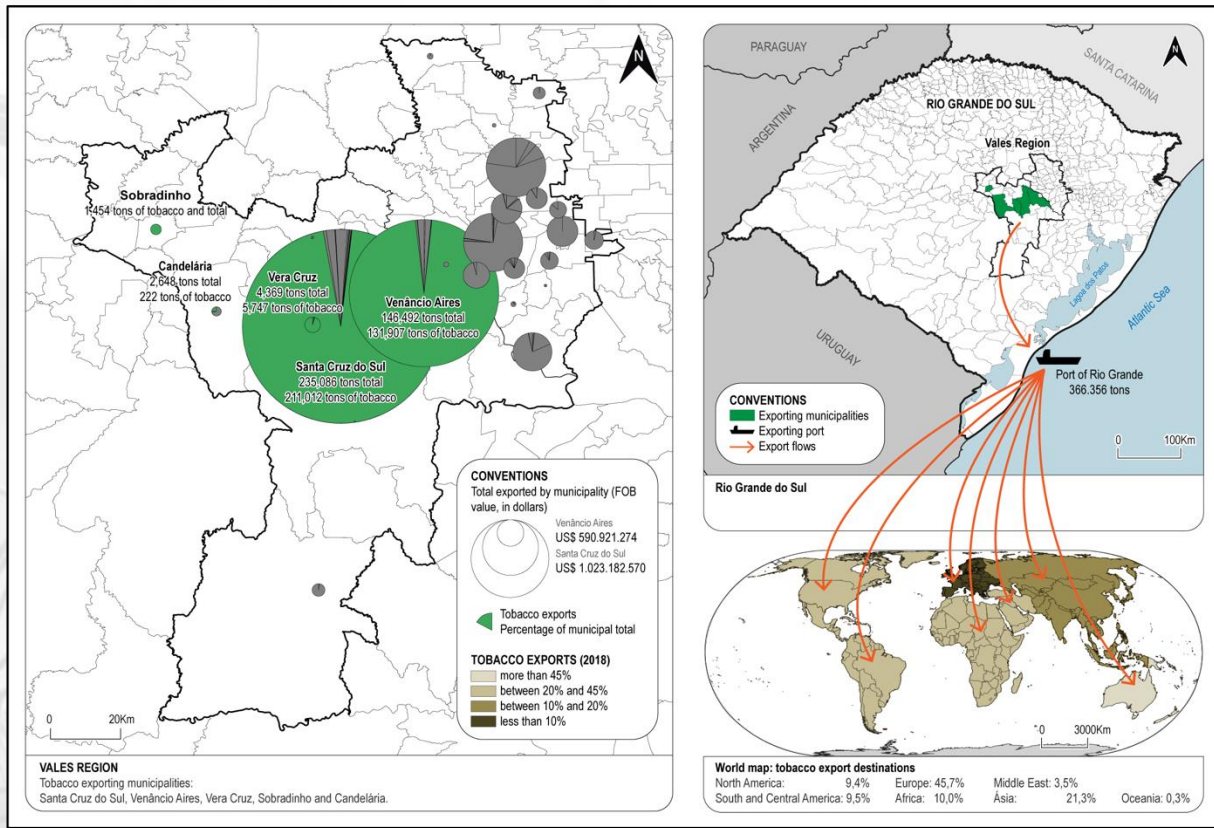 N
Sobradinho
1,454 tons of tobacco and total
Candelária
2,648 tons total
222 tons of tobacco
Vera Cruz
4,369 tons total
5,747 tons of tobacco
Venâncio Aires
146,492 tons total
131,907 tons of tobacco
Santa Cruz do Sul
235,086 tons total
211,012 tons of tobacco
CONVENTIONS
Total exported by municipality (FOB
value, in dollars)
Venâncio Aires
US$ 590.921.274
Santa Cruz do Sul
US$ 1.023.182.570
Tobacco exports
Percentage of municipal total
TOBACCO EXPORTS (2018)
more than 45%
between 20% and 45%
between 10% and 20%
less than 10%
0 20Km
VALES REGION
Tobacco exporting municipalities:
Santa Cruz do Sul, Venâncio Aires, Vera Cruz, Sobradinho and Candelária.
PARAGUAY
N
SANTA CATARINA
ARGENTINA
RIO GRANDE DO SUL
Vales Region
Lagoa dos Patos
Atlantic Sea
URUGUAY
Port of Rio Grande
366.356 tons
CONVENTIONS
Exporting municipalities
Exporting port
Export flows
0 100Km
Rio Grande do Sul
0 3000Km
World map: tobacco export destinations
North America: 9,4% Europe: 45,7% Middle East: 3,5%
South and Central America: 9,5% Africa: 10,0% Ásia: 21,3% Oceania: 0,3%